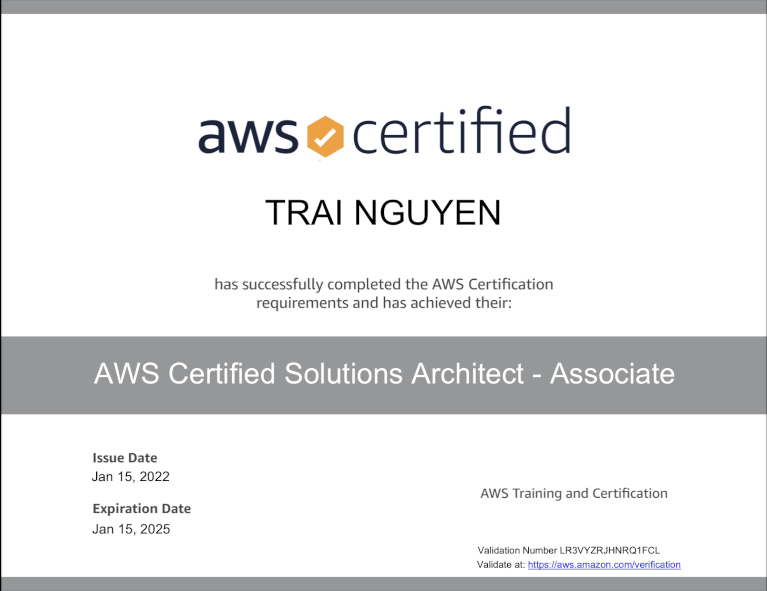 aws certified
TRAI NGUYEN
has successfully completed the AWS Certification
requirements and has achieved their:
AWS Certified Solutions Architect - Associate
Issue Date
Jan 15, 2022
Expiration Date
Jan 15, 2025
AWS Training and Certification
Validation Number LR3VYZRJHNRQ1FCL
Validate at: https://aws.amazon.com/verification